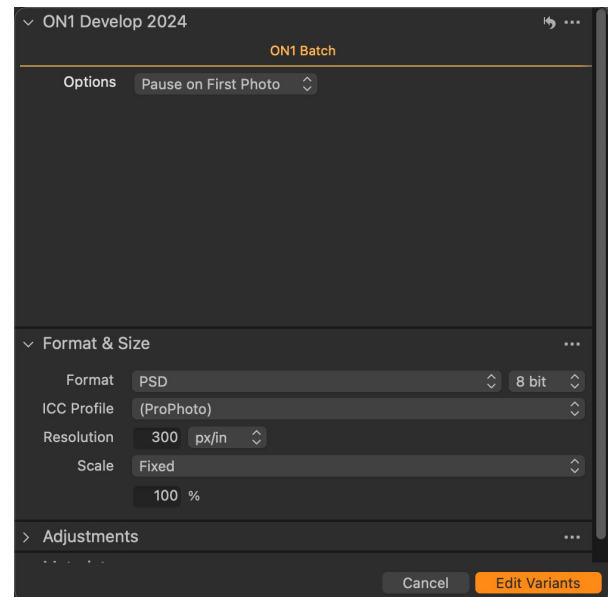 ON1 Develop 2024
ON1 Batch
Options Pause on First Photo
Format & Size
Format PSD 8 bit
ICC Profile (ProPhoto)
Resolution 300 px/in
Scale Fixed
100 %
Adjustments
Cancel Edit Variants